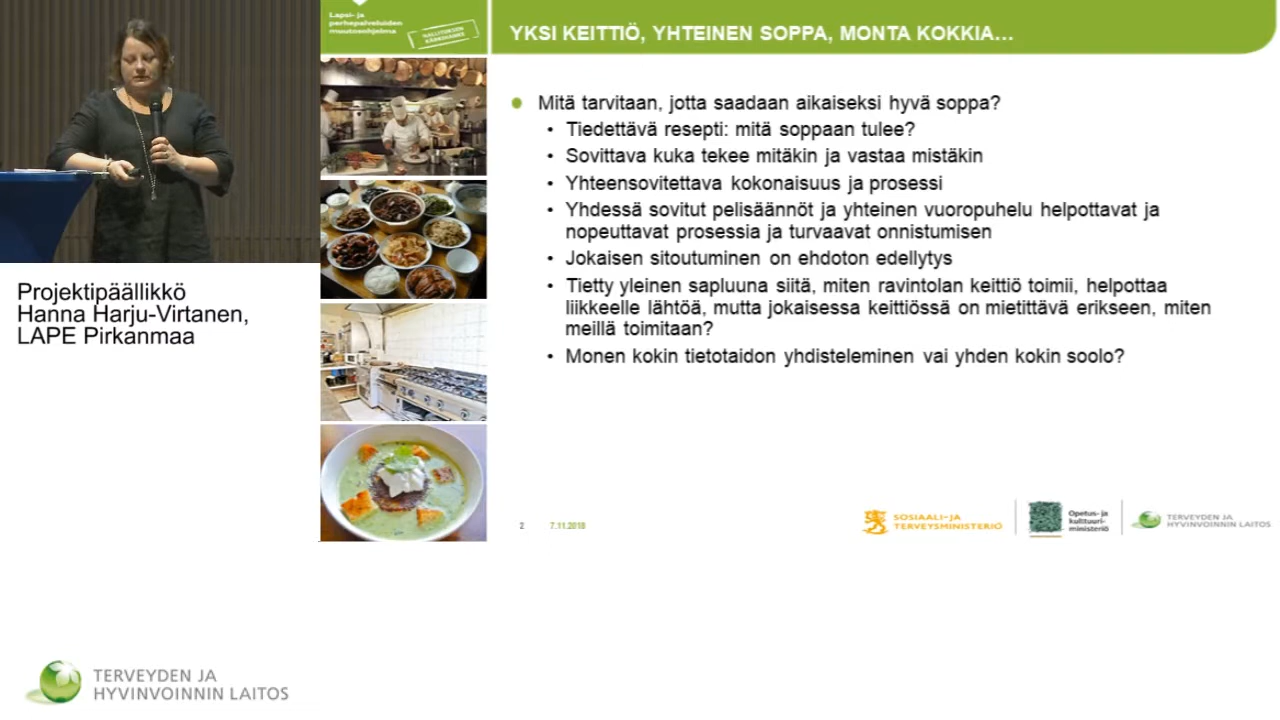 Lapsi- ja
perhepalveluiden
muutosohjelma
HALLITUKSEN
KÄRKIHANKE
YKSI KEITTIÖ, YHTEINEN SOPPA, MONTA KOKKIA...
Mitä tarvitaan, jotta saadaan aikaiseksi hyvä soppa?
• Tiedettävä resepti: mitä soppaan tulee?
• Sovittava kuka tekee mitäkin ja vastaa mistäkin
• Yhteensovitettava kokonaisuus ja prosessi
• Yhdessä sovitut pelisäännöt ja yhteinen vuoropuhelu helpottavat ja
nopeuttavat prosessia ja turvaavat onnistumisen
• Jokaisen sitoutuminen on ehdoton edellytys
• Tietty yleinen sapluuna siitä, miten ravintolan keittiö toimii, helpottaa
liikkeelle lähtöä, mutta jokaisessa keittiössä on mietittävä erikseen, miten
meillä toimitaan?
• Monen kokin tietotaidon yhdisteleminen vai yhden kokin soolo?
Projektipäällikkö
Hanna Harju-Virtanen,
LAPE Pirkanmaa
2 7.11.2018
SOSIAALI- JA
TERVEYSMINISTERIÖ
Opetus- ja
kulttuuri-
ministeriö
TERVEYDEN JA
HYVINVOINNIN LAITOS
TERVEYDEN JA
HYVINVOINNIN LAITOS